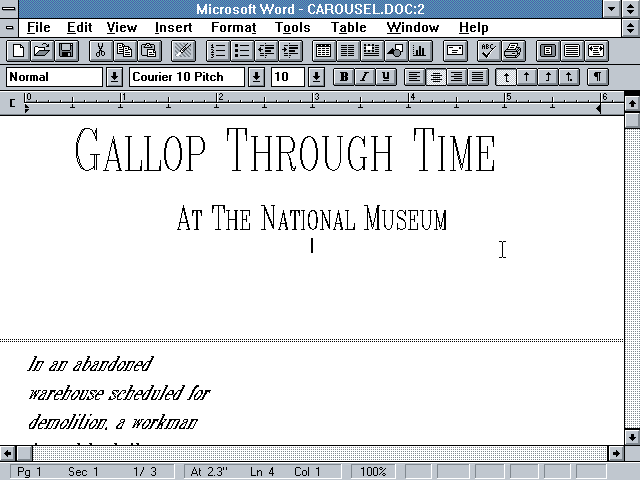 Microsoft Word - CAROUSEL.DOC:2
File Edit View Insert Format Tools Table Window Help
Normal Courier 10 Pitch 10 B I U
0 1 2 3 4 5 6
GALLOP THROUGH TIME
AT THE NATIONAL MUSEUM
In an abandoned
warehouse scheduled for
demolition, a workman
Pg 1 Sec 1 1/ 3 At 2.3" Ln 4 Col 1 100%